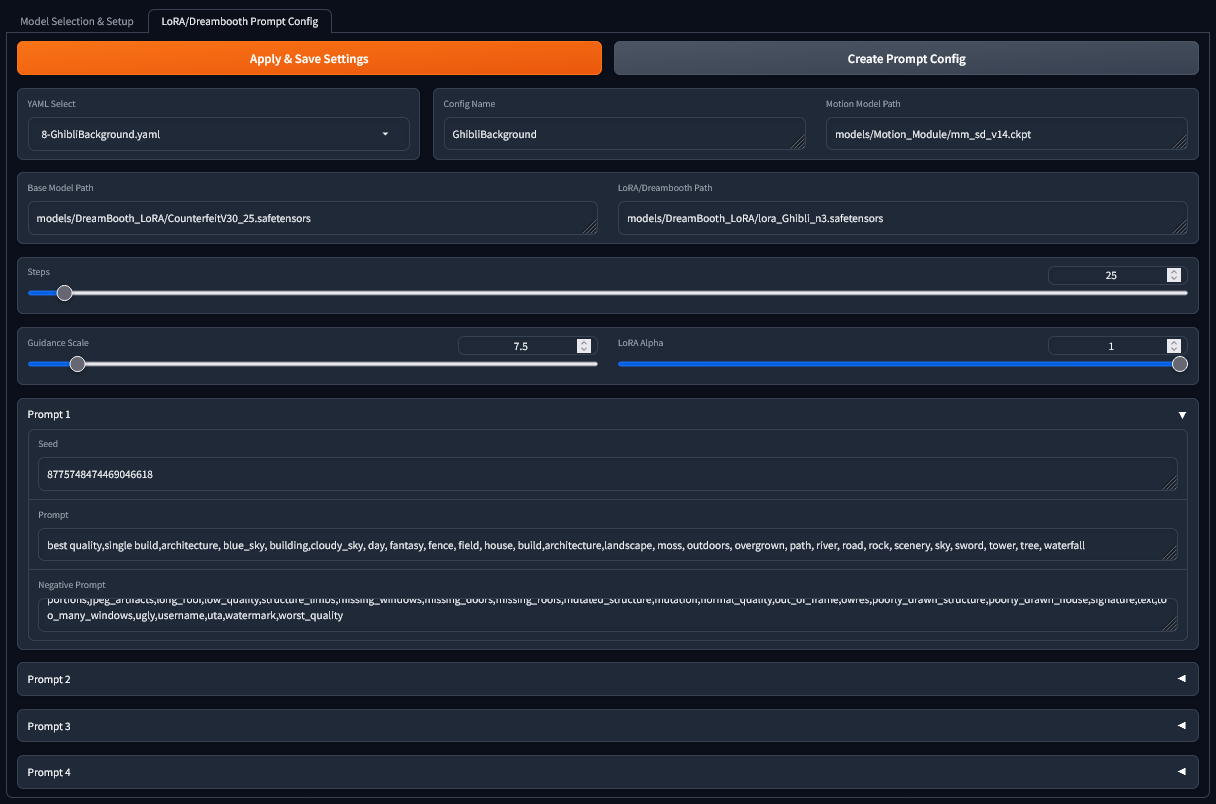 Model Selection & Setup
LoRA/Dreambooth Prompt Config
Apply & Save Settings
Create Prompt Config
YAML Select
8-GhibliBackground.yaml
Config Name
GhibliBackground
Motion Model Path
models/Motion_Module/mm_sd_v14.ckpt
Base Model Path
models/DreamBooth_LoRA/CounterfeitV30_25.safetensors
LoRA/Dreambooth Path
models/DreamBooth_LoRA/lora_Ghibli_n3.safetensors
Steps
25
Guidance Scale
7.5
LoRA Alpha
1
Prompt 1
Seed
8775748474469046618
Prompt
best quality,single build,architecture, blue_sky, building,cloudy_sky, day, fantasy, fence, field, house, build,architecture,landscape, moss, outdoors, overgrown, path, river, road, rock, scenery, sky, sword, tower, tree, waterfall
Negative Prompt
portions,jpeg_artifacts,long_roof,low_quality,structure_limbs,missing_windows,missing_doors,missing_roofs,mutated_structure,mutation,normal_quality,out_of_frame,owres,poorly_drawn_structure,poorly_drawn_house,signature,text,to
o_many_windows,ugly,username,uta,watermark,worst_quality
Prompt 2
Prompt 3
Prompt 4